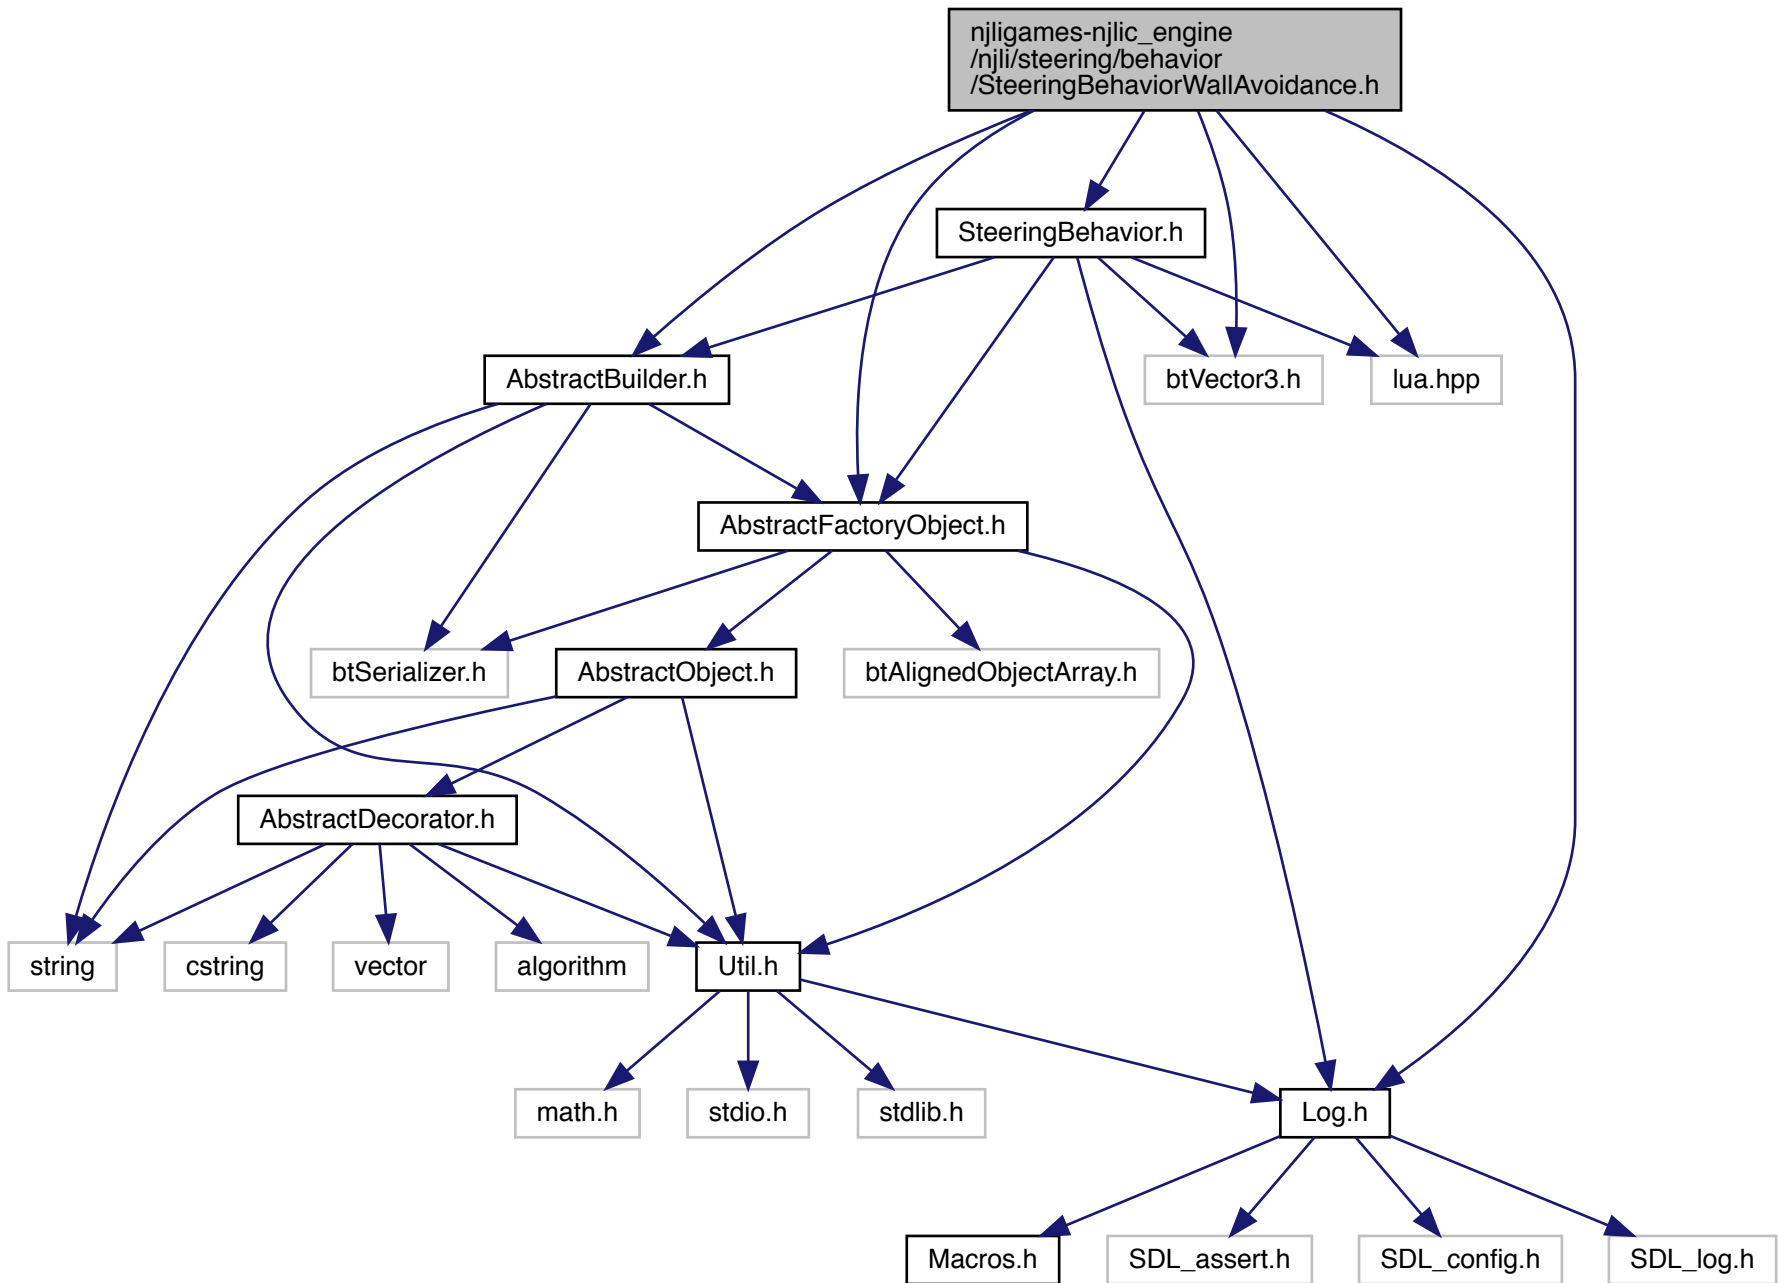 njligames-njlic_engine
/njli/steering/behavior
/SteeringBehaviorWallAvoidance.h
SteeringBehavior.h
AbstractBuilder.h
btVector3.h
lua.hpp
AbstractFactoryObject.h
btSerializer.h
AbstractObject.h
btAlignedObjectArray.h
AbstractDecorator.h
string
cstring
vector
algorithm
Util.h
math.h
stdio.h
stdlib.h
Log.h
Macros.h
SDL_assert.h
SDL_config.h
SDL_log.h